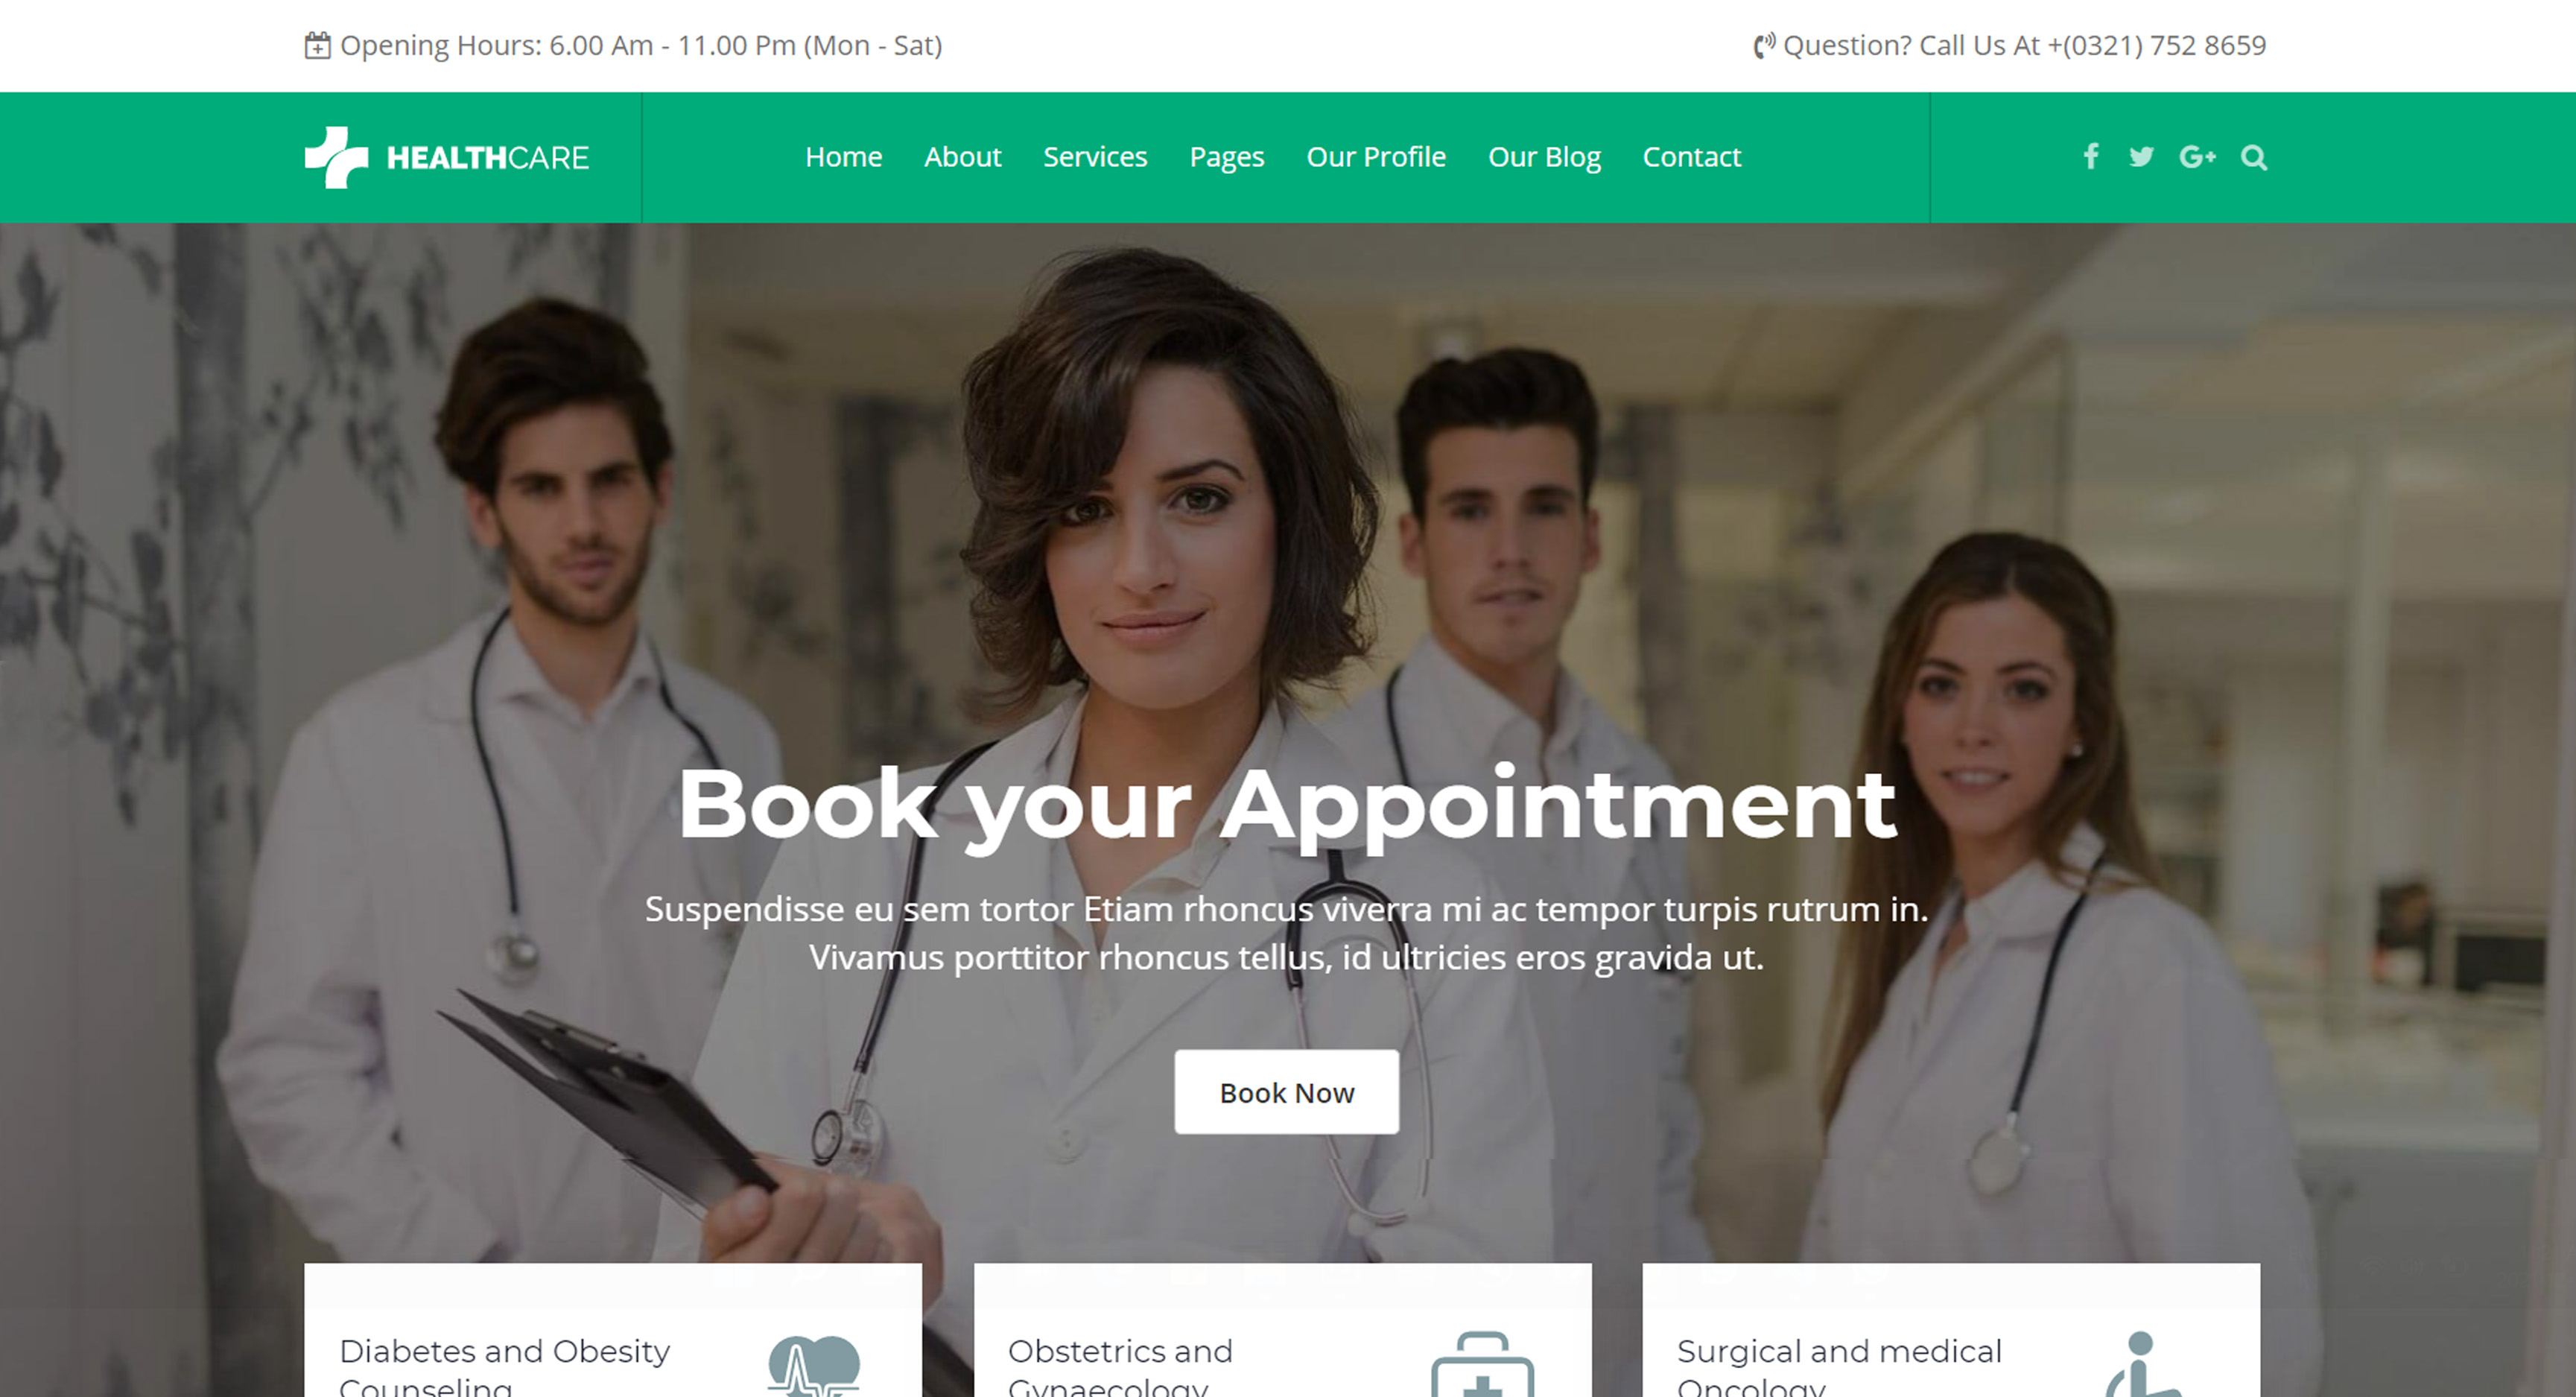 Opening Hours: 6.00 Am - 11.00 Pm (Mon - Sat)
Question? Call Us At +(0321) 752 8659
HEALTHCARE
Home About Services Pages Our Profile Our Blog Contact
Book your Appointment
Suspendisse eu sem tortor Etiam rhoncus viverra mi ac tempor turpis rutrum in.
Vivamus porttitor rhoncus tellus, id ultricies eros gravida ut.
Book Now
Diabetes and Obesity
Counseling
Obstetrics and
Gynaecology
Surgical and medical
Oncology